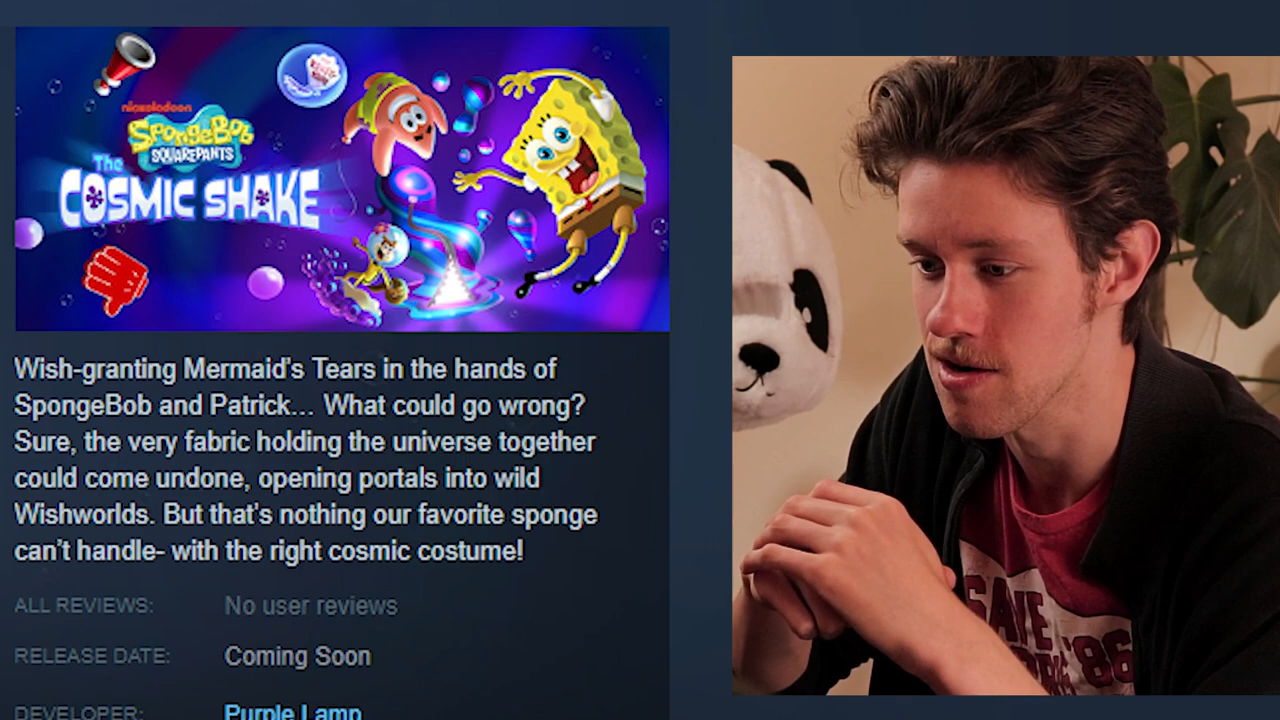 nickelodeon
SpongeBob
SQUAREPANTS
The
COSMIC SHAKE
Wish-granting Mermaid's Tears in the hands of
SpongeBob and Patrick... What could go wrong?
Sure, the very fabric holding the universe together
could come undone, opening portals into wild
Wishworlds. But that's nothing our favorite sponge
can't handle- with the right cosmic costume!
ALL REVIEWS: No user reviews
RELEASE DATE: Coming Soon
DEVELOPER: Purple Lamp
SAVE
'86